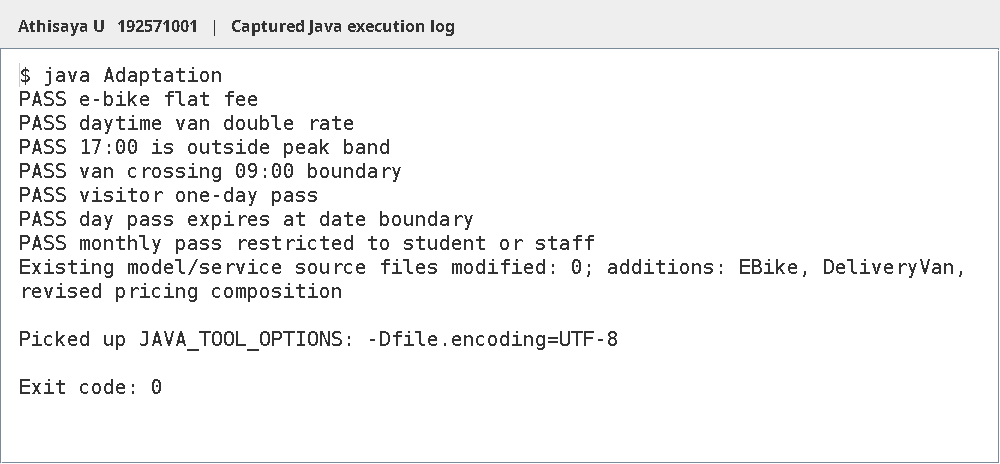 Athisaya U 192571001 | Captured Java execution log
$ java Adaptation
PASS e-bike flat fee
PASS daytime van double rate
PASS 17:00 is outside peak band
PASS van crossing 09:00 boundary
PASS visitor one-day pass
PASS day pass expires at date boundary
PASS monthly pass restricted to student or staff
Existing model/service source files modified: 0; additions: EBike, DeliveryVan,
revised pricing composition
Picked up JAVA_TOOL_OPTIONS: -Dfile.encoding=UTF-8
Exit code: 0